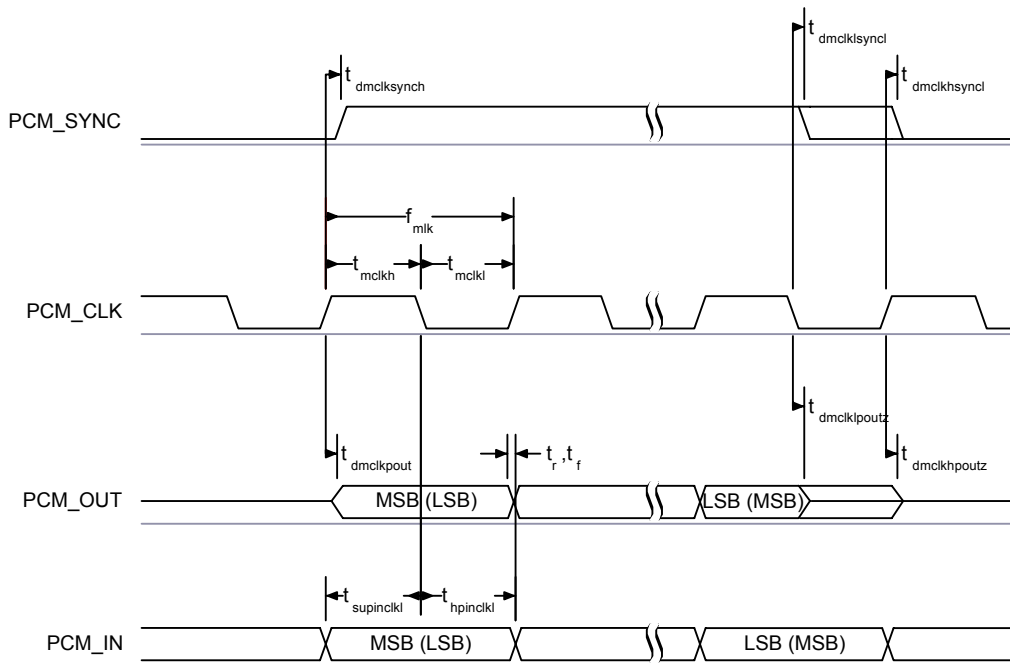 t dmclklsyncl
t dmclksynch
t dmclkhsyncl
PCM_SYNC
f mlk
t mclkh
t mclkl
PCM_CLK
t dmclklpoutz
t dmclkpout
t r ,t f
t dmclkhpoutz
PCM_OUT
MSB (LSB)
LSB (MSB)
t supinclkl
t hpinclkl
PCM_IN
MSB (LSB)
LSB (MSB)